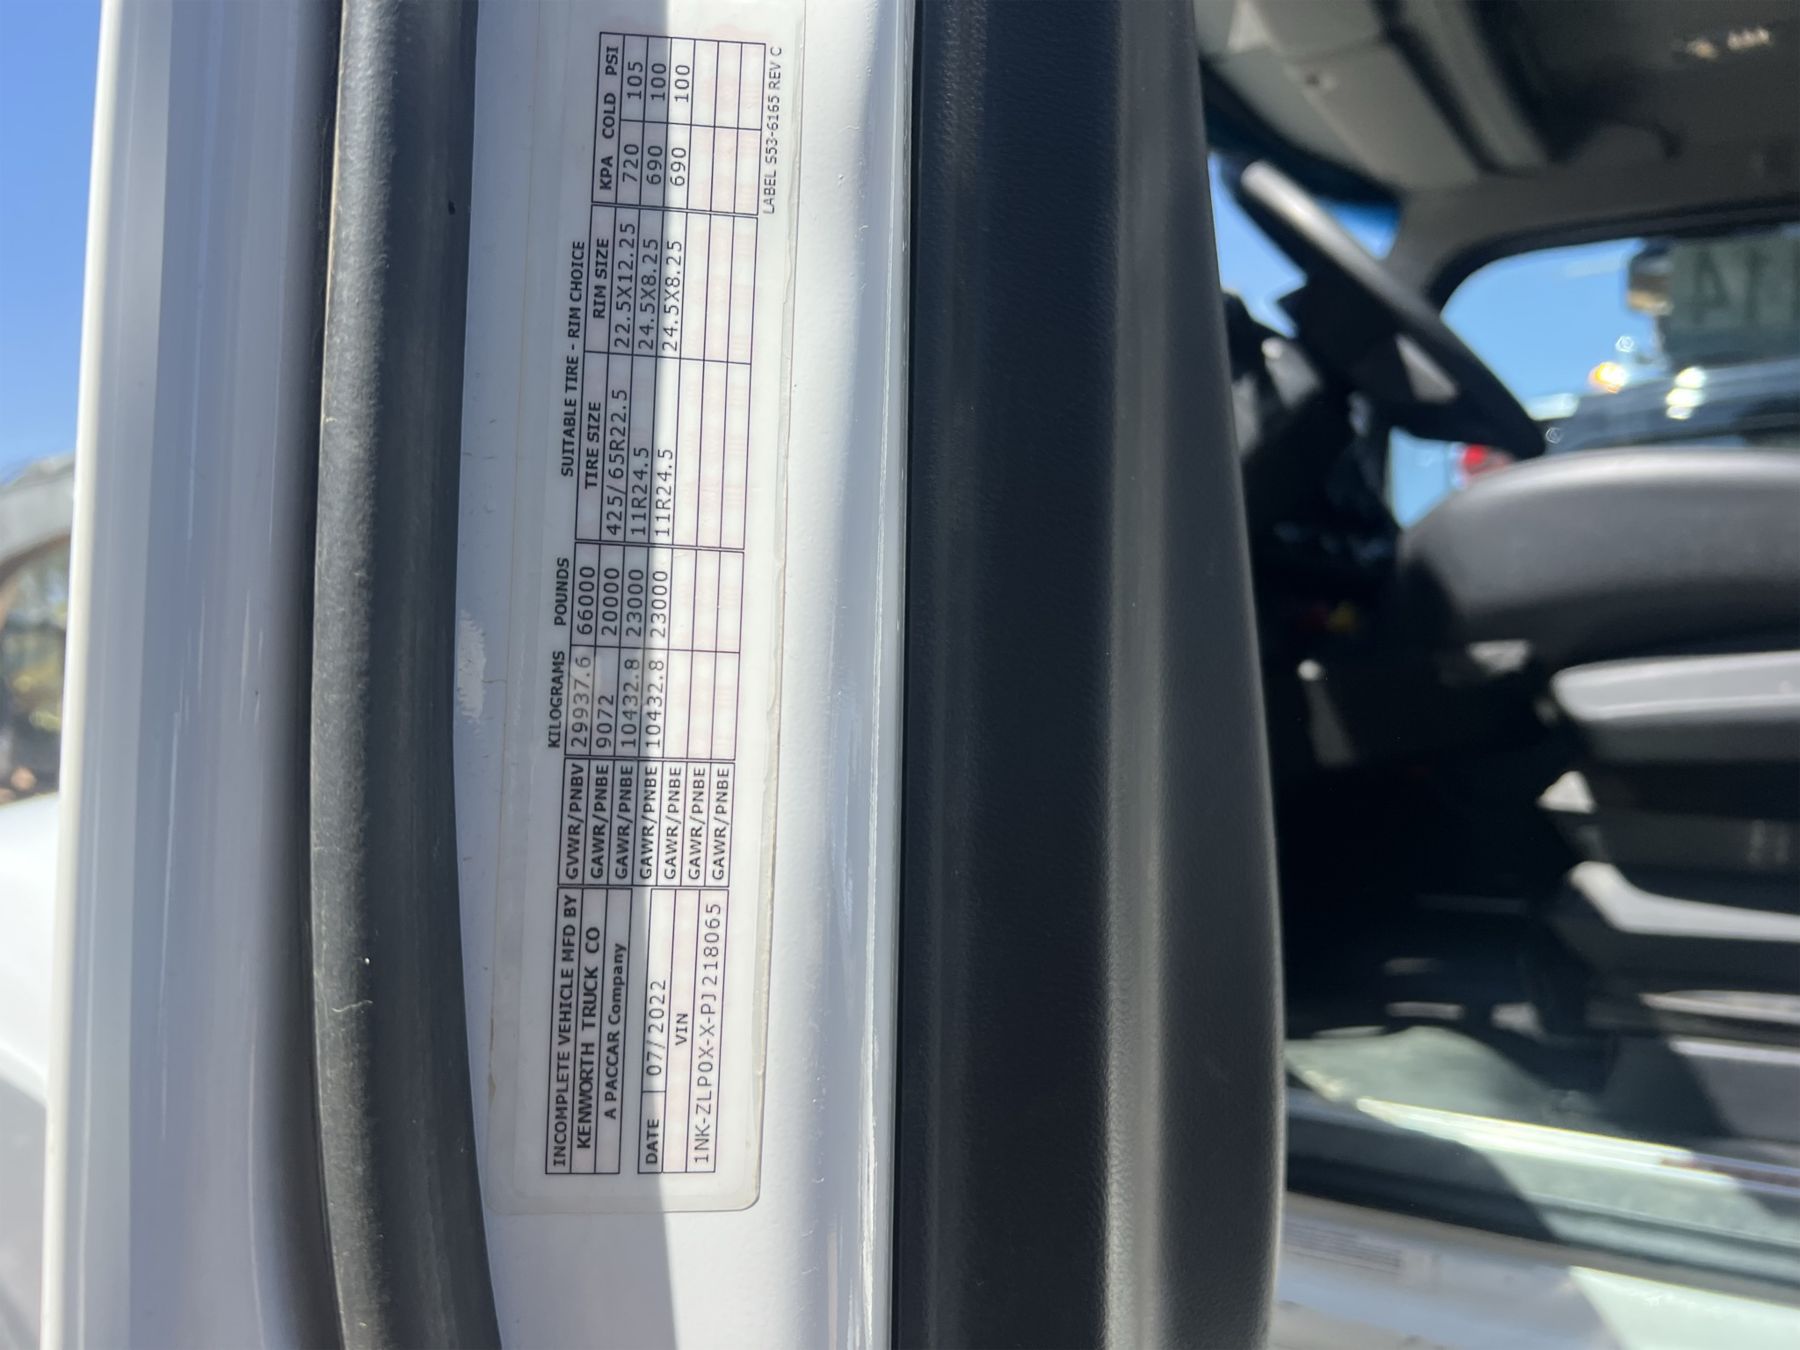 INCOMPLETE VEHICLE MFD BY
KENWORTH TRUCK CO
A PACCAR Company
DATE 07/2022
VIN
1NK-ZLP0X-X-PJ218065
KILOGRAMS POUNDS
GVWR/PNBV 29937.6 66000
GAWR/PNBE 9072 20000
GAWR/PNBE 10432.8 23000
GAWR/PNBE 10432.8 23000
GAWR/PNBE
GAWR/PNBE
GAWR/PNBE
SUITABLE TIRE - RIM CHOICE
TIRE SIZE RIM SIZE KPA COLD PSI
425/65R22.5 22.5X12.25 720 105
11R24.5 24.5X8.25 690 100
11R24.5 24.5X8.25 690 100
LABEL S53-6165 REV C